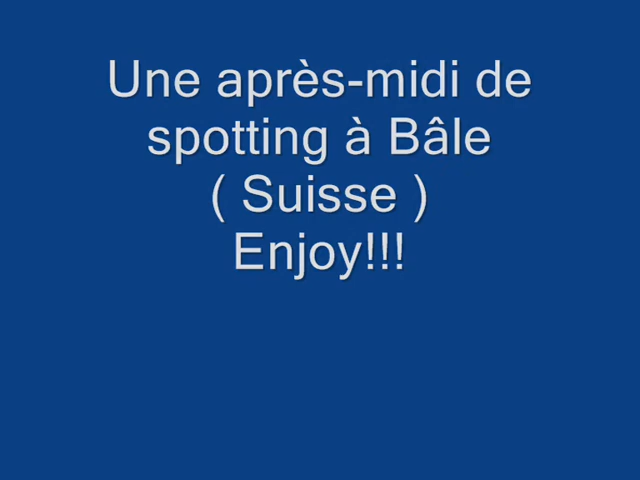 Une après-midi de
spotting à Bâle
( Suisse )
Enjoy!!!